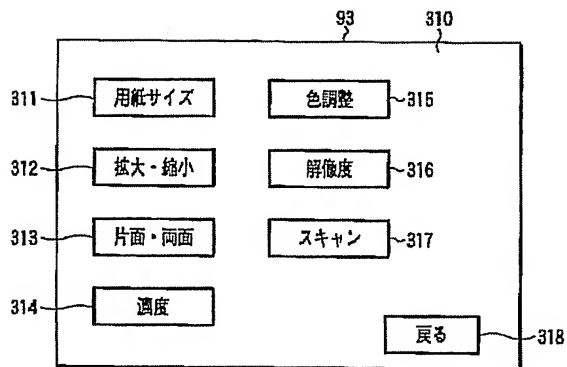 93 310
311 用紙サイズ 色調整 315
312 拡大・縮小 解像度 316
313 片面・両面 スキャン 317
314 濃度
戻る 318